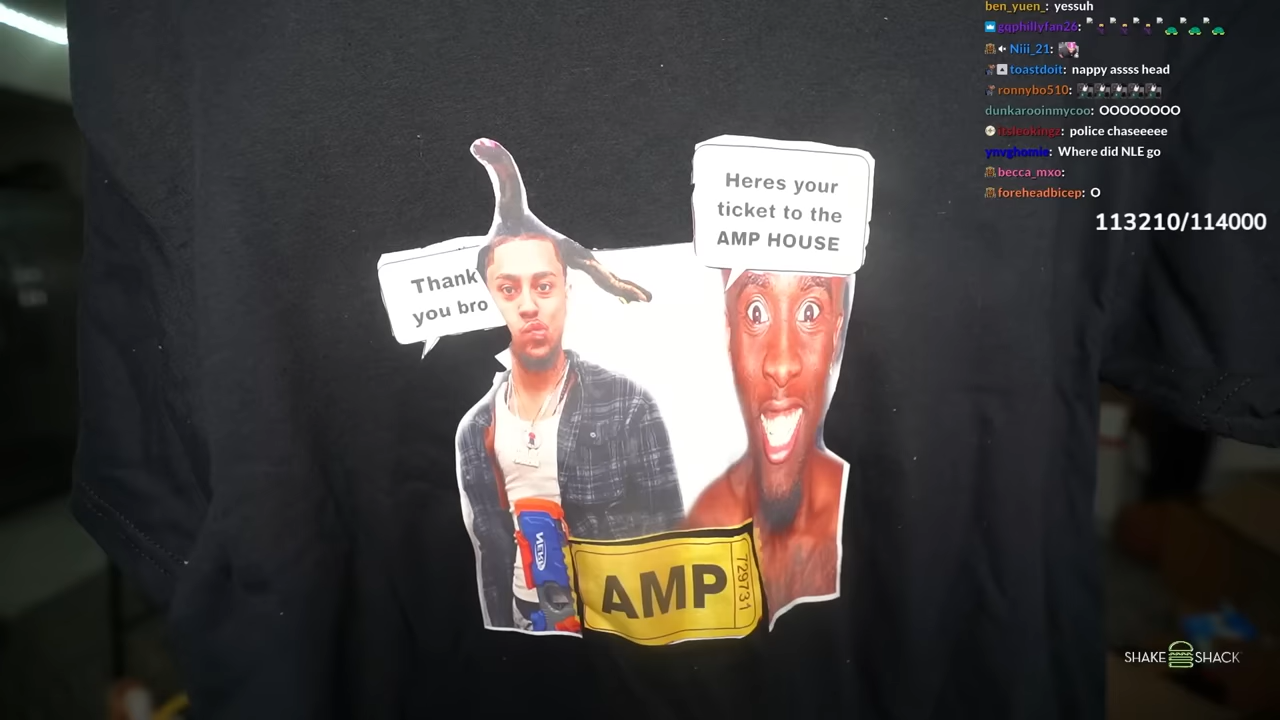 ben_yuen_: yessuh
gqphillyfan26:
Niii_21:
toastdoit: nappy assss head
ronnybo510:
dunkarooinmycoo: OOOOOOOO
itsleokingz: police chaseeeee
ynvghomie: Where did NLE go
becca_mxo:
foreheadbicep: O
113210/114000
Heres your
ticket to the
AMP HOUSE
Thank
you bro
NERF
AMP
729731
SHAKE SHACK